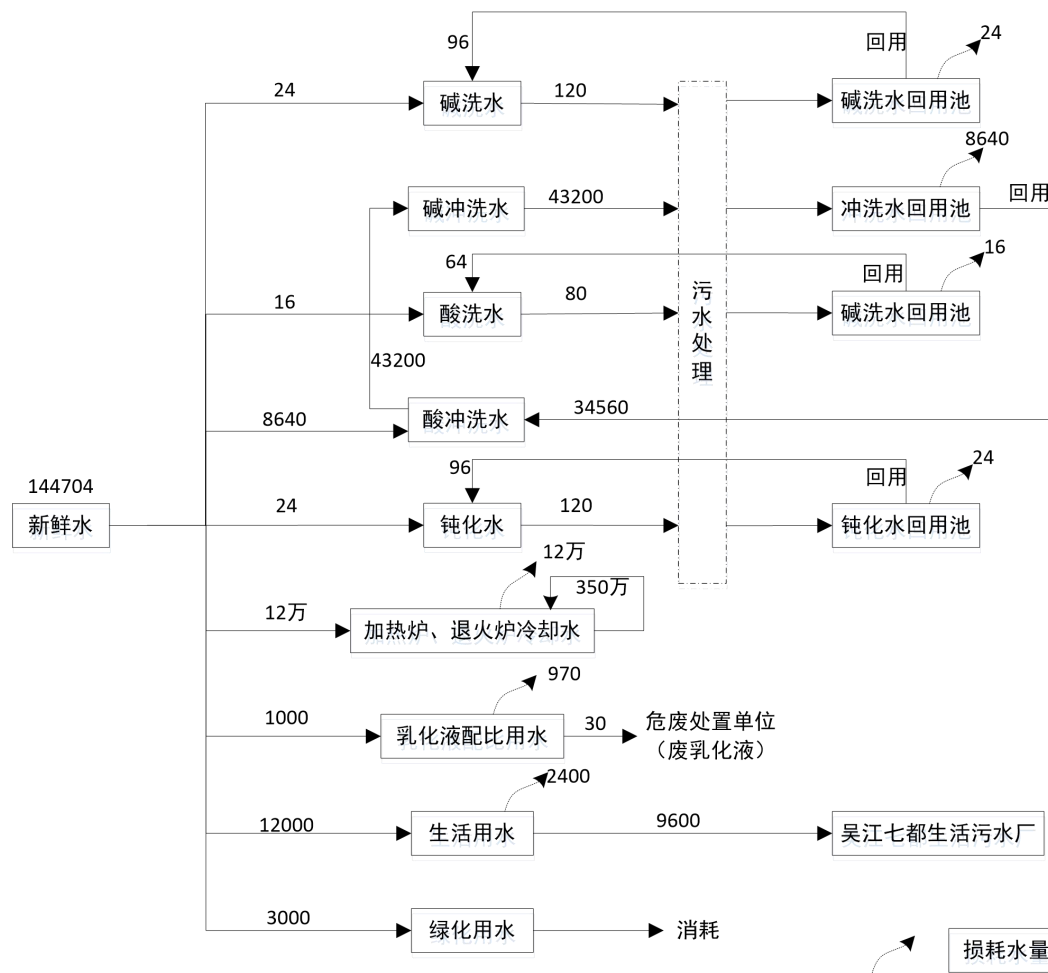 96
回用
24
24
碱洗水
120
碱洗水回用池
8640
碱冲洗水
43200
冲洗水回用池
回用
64
回用
16
16
酸洗水
80
污水处理
碱洗水回用池
43200
8640
酸冲洗水
34560
96
回用
24
144704
新鲜水
24
钝化水
120
钝化水回用池
12万
350万
12万
加热炉、退火炉冷却水
970
1000
乳化液配比用水
30
危废处置单位
（废乳化液）
2400
12000
生活用水
9600
吴江七都生活污水厂
3000
绿化用水
消耗
损耗水量